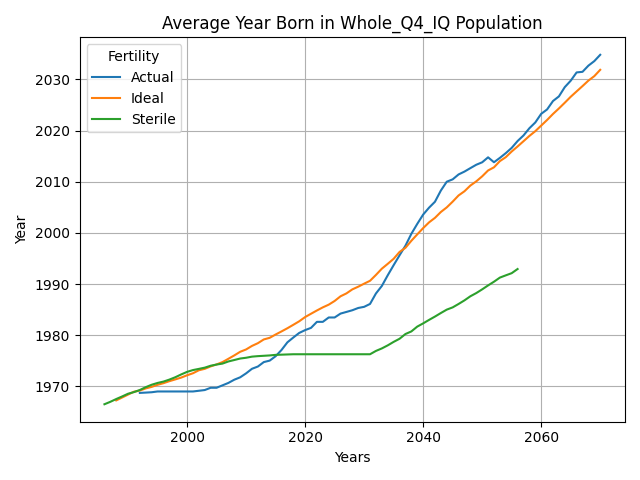 Average Year Born in Whole_Q4_IQ Population
Fertility
Actual
Ideal
Sterile
2030
2020
2010
2000
1990
1980
1970
Year
2000
2020
2040
2060
Years